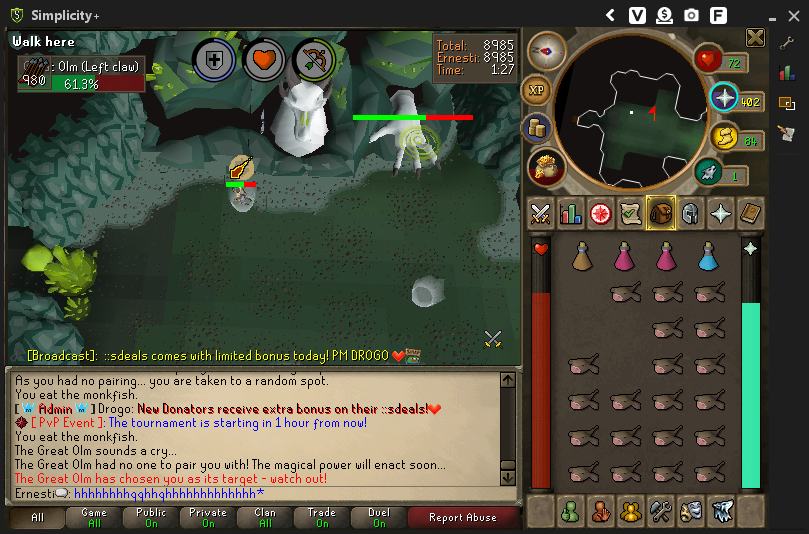 Simplicity+
Walk here
: Olm (Left claw)
980
61.3%
Total: 8985
Ernesti: 8985
Time: 1:27
XP
72
402
84
1
[Broadcast]: ::sdeals comes with limited bonus today! PM DROGO
As you had no pairing... you are taken to a random spot.
You eat the monkfish.
[ Admin ] Drogo: New Donators receive extra bonus on their ::sdeals!
[ PvP Event ]: The tournament is starting in 1 hour from now!
You eat the monkfish.
The Great Olm sounds a cry...
The Great Olm had no one to pair you with! The magical power will enact soon...
The Great Olm has chosen you as its target - watch out!
Ernesti: hhhhhhhhqqhhqhhhhhhhhhhhhh*
All
Game
All
Public
On
Private
On
Clan
All
Trade
On
Duel
On
Report Abuse